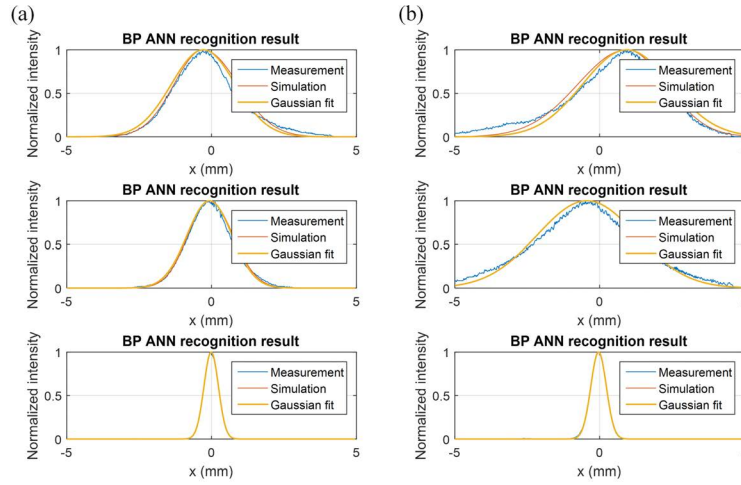 (a)
BP ANN recognition result
Normalized intensity
1
0.5
0
Measurement
Simulation
Gaussian fit
-5
0
5
x (mm)
BP ANN recognition result
Normalized intensity
1
0.5
0
Measurement
Simulation
Gaussian fit
-5
0
5
x (mm)
BP ANN recognition result
Normalized intensity
1
0.5
0
Measurement
Simulation
Gaussian fit
-5
0
5
x (mm)
(b)
BP ANN recognition result
Normalized intensity
1
0.5
0
Measurement
Simulation
Gaussian fit
-5
0
x (mm)
BP ANN recognition result
Normalized intensity
1
0.5
0
Measurement
Simulation
Gaussian fit
-5
0
x (mm)
BP ANN recognition result
Normalized intensity
1
0.5
0
Measurement
Simulation
Gaussian fit
-5
0
x (mm)